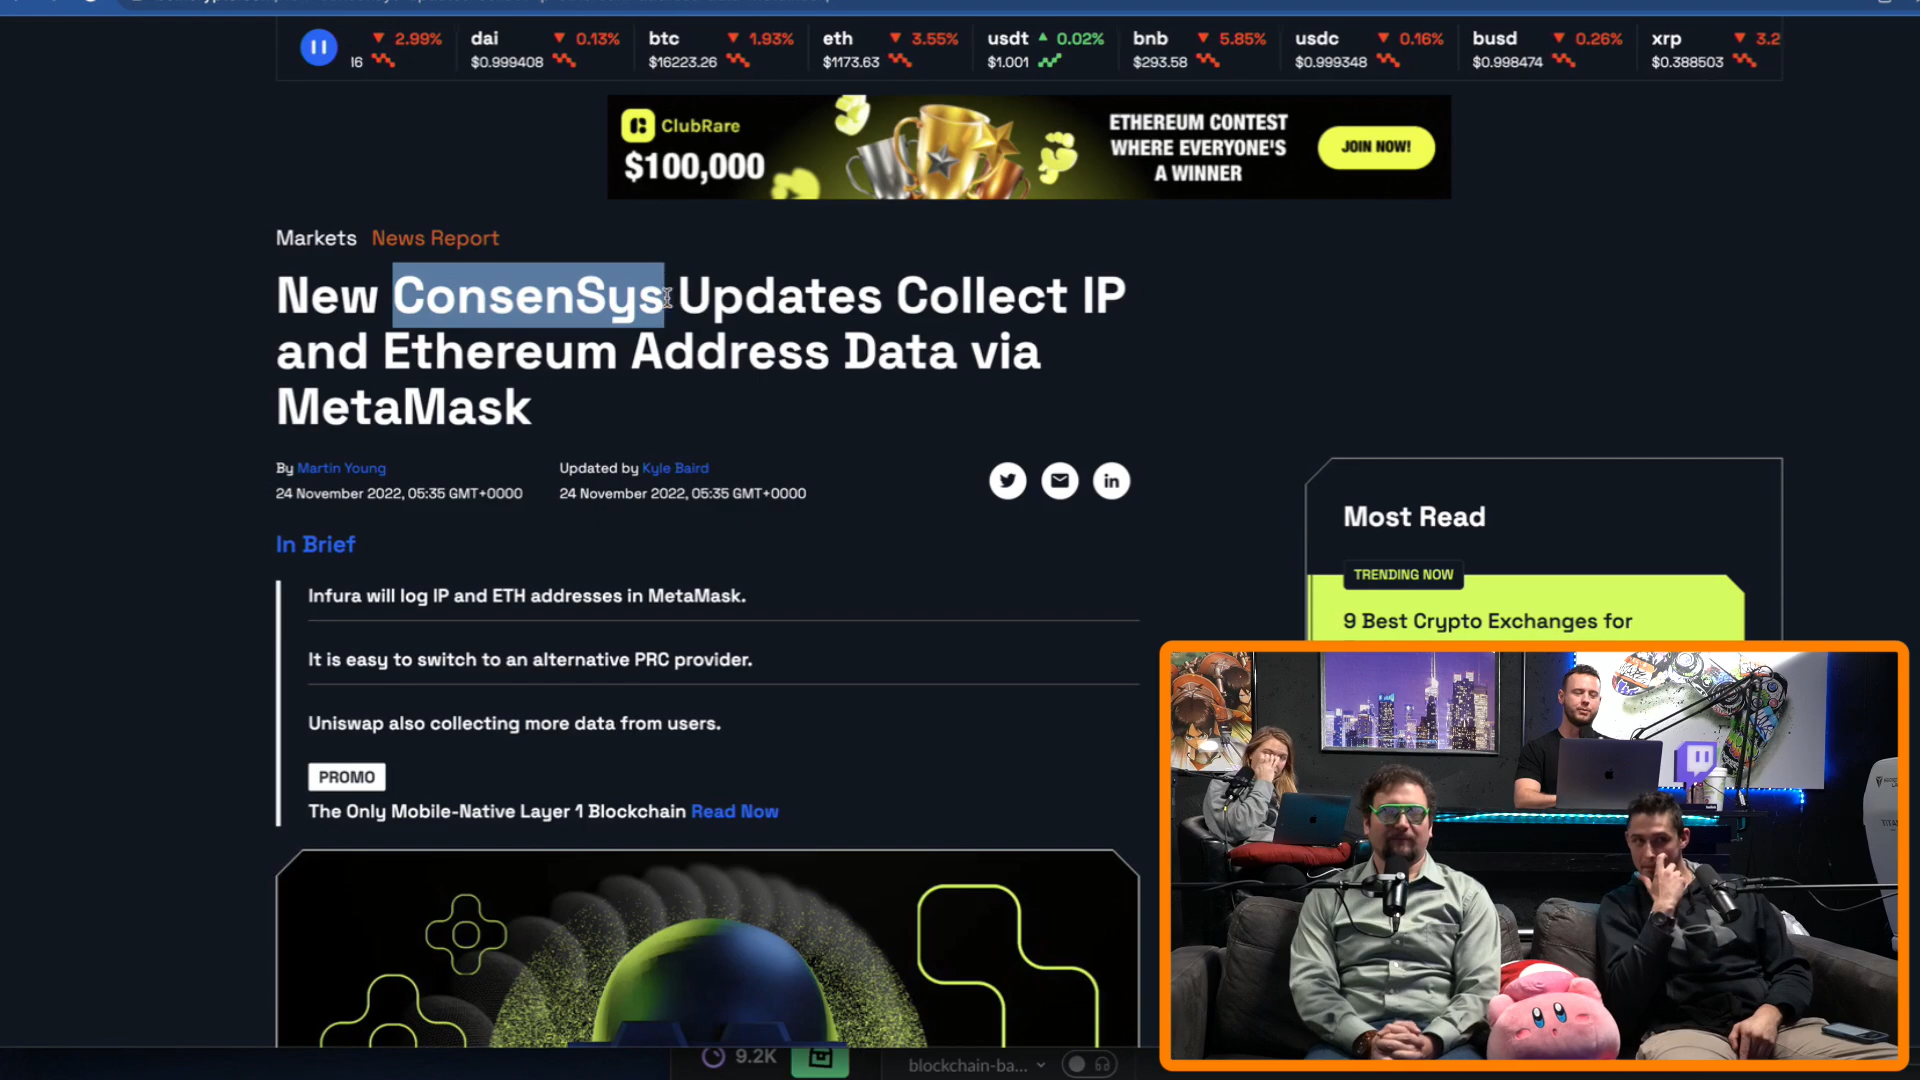 2.99% dai 0.13% btc 1.93% eth 3.55% usdt 0.02% bnb 5.85% usdc 0.16% busd 0.26% xrp 3.2
16 $0.999408 $16223.26 $1173.63 $1.001 $293.58 $0.999348 $0.998474 $0.388503
ClubRare
$100,000
ETHEREUM CONTEST
WHERE EVERYONE'S
A WINNER
JOIN NOW!
Markets News Report
New ConsenSys Updates Collect IP
and Ethereum Address Data via
MetaMask
By Martin Young
24 November 2022, 05:35 GMT+0000
Updated by Kyle Baird
24 November 2022, 05:35 GMT+0000
In Brief
Infura will log IP and ETH addresses in MetaMask.
It is easy to switch to an alternative PRC provider.
Uniswap also collecting more data from users.
PROMO
The Only Mobile-Native Layer 1 Blockchain Read Now
Most Read
TRENDING NOW
9 Best Crypto Exchanges for
9.2K
blockchain-ba...